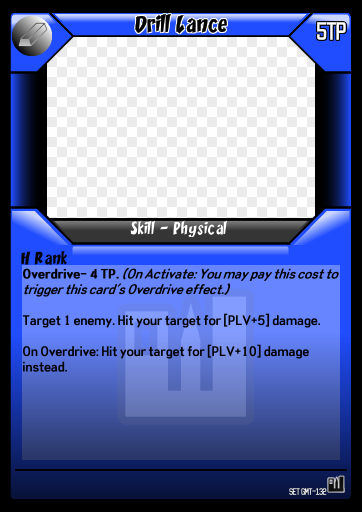 Drill Lance
5TP
Skill - Physical
H Rank
Overdrive- 4 TP. (On Activate: You may pay this cost to
trigger this card's Overdrive effect.)
Target 1 enemy. Hit your target for [PLV+5] damage.
On Overdrive: Hit your target for [PLV+10] damage
instead.
SET GMT-132